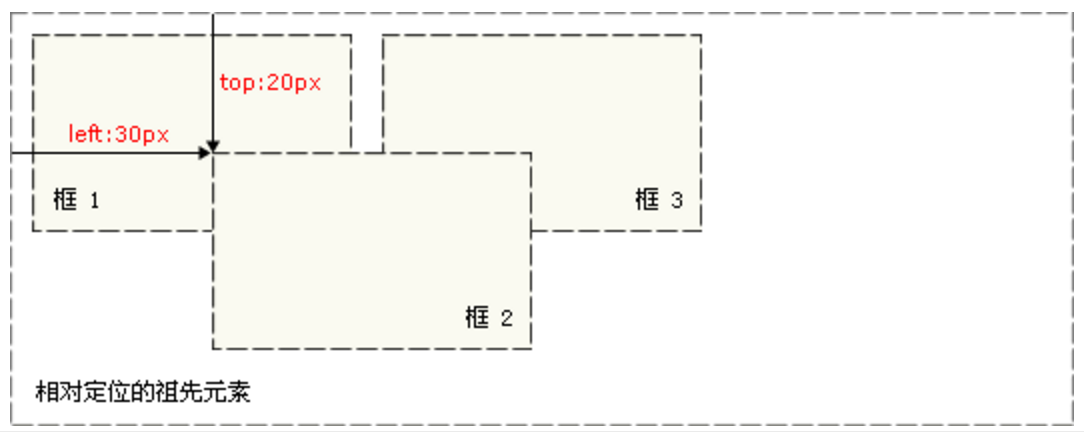 top:20px
left:30px
框 1
框 3
框 2
相对定位的祖先元素